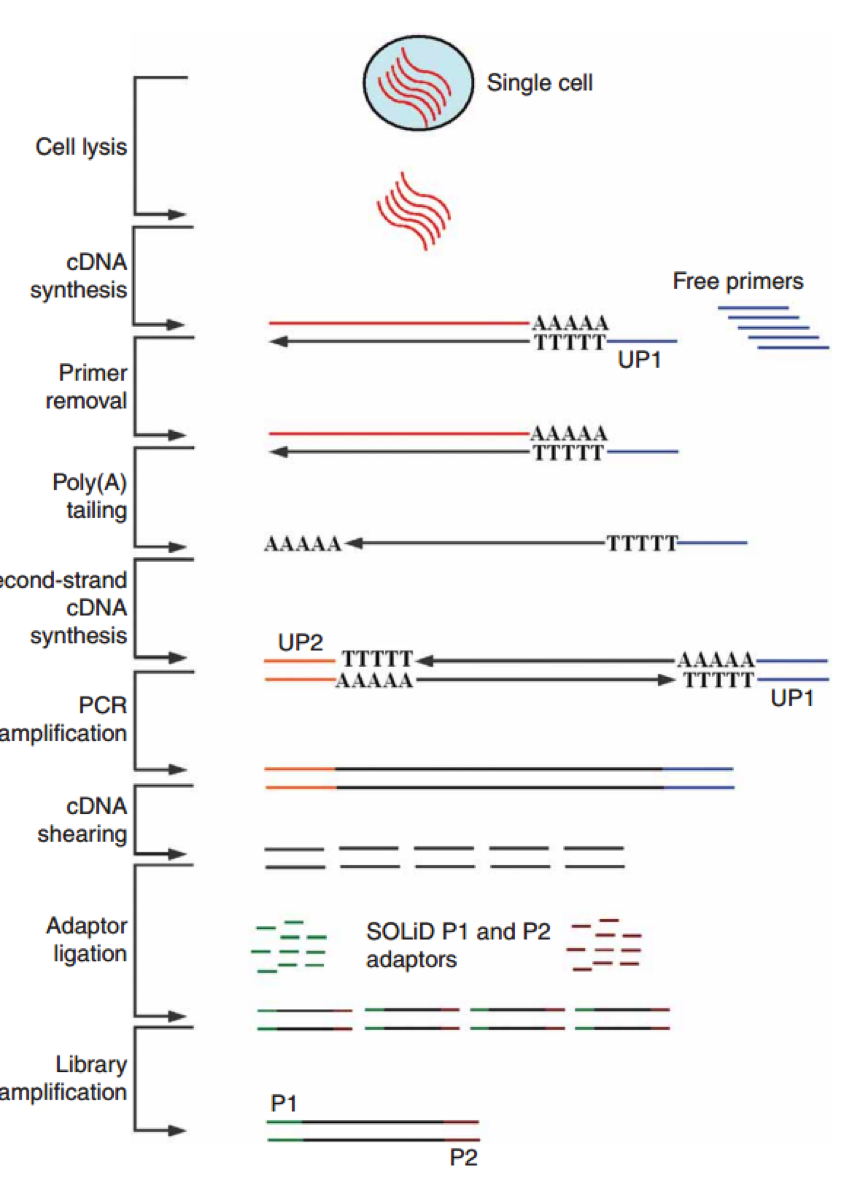 Single cell
Cell lysis
cDNA
synthesis
Free primers
AAAAA
TTTTT
UP1
Primer
removal
AAAAA
TTTTT
Poly(A)
tailing
AAAAA
TTTTT
econd-strand
cDNA
synthesis
UP2
TTTTT
AAAAA
AAAAA
TTTTT
UP1
PCR
amplification
cDNA
shearing
Adaptor
ligation
SOLiD P1 and P2
adaptors
Library
amplification
P1
P2